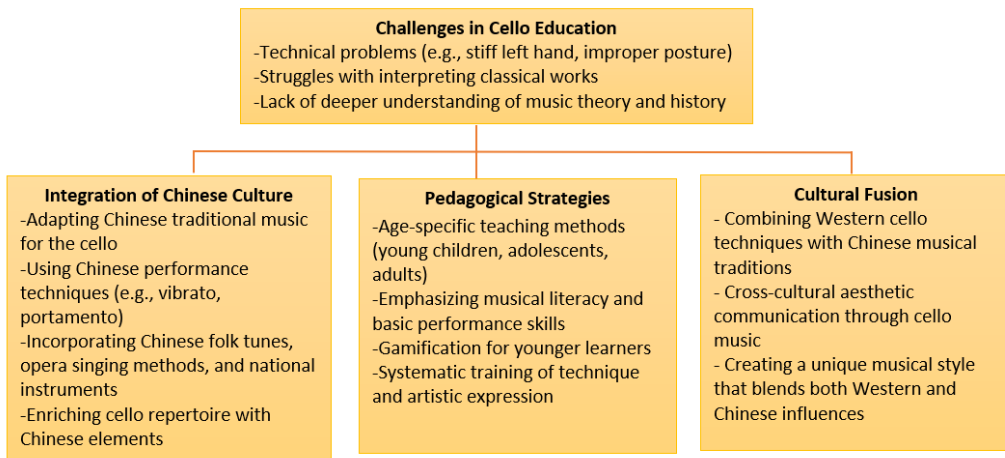 Challenges in Cello Education
-Technical problems (e.g., stiff left hand, improper posture)
-Struggles with interpreting classical works
-Lack of deeper understanding of music theory and history
Integration of Chinese Culture
-Adapting Chinese traditional music
for the cello
-Using Chinese performance
techniques (e.g., vibrato,
portamento)
-Incorporating Chinese folk tunes,
opera singing methods, and national
instruments
-Enriching cello repertoire with
Chinese elements
Pedagogical Strategies
-Age-specific teaching methods
(young children, adolescents,
adults)
-Emphasizing musical literacy and
basic performance skills
-Gamification for younger learners
-Systematic training of technique
and artistic expression
Cultural Fusion
- Combining Western cello
techniques with Chinese musical
traditions
- Cross-cultural aesthetic
communication through cello
music
- Creating a unique musical style
that blends both Western and
Chinese influences